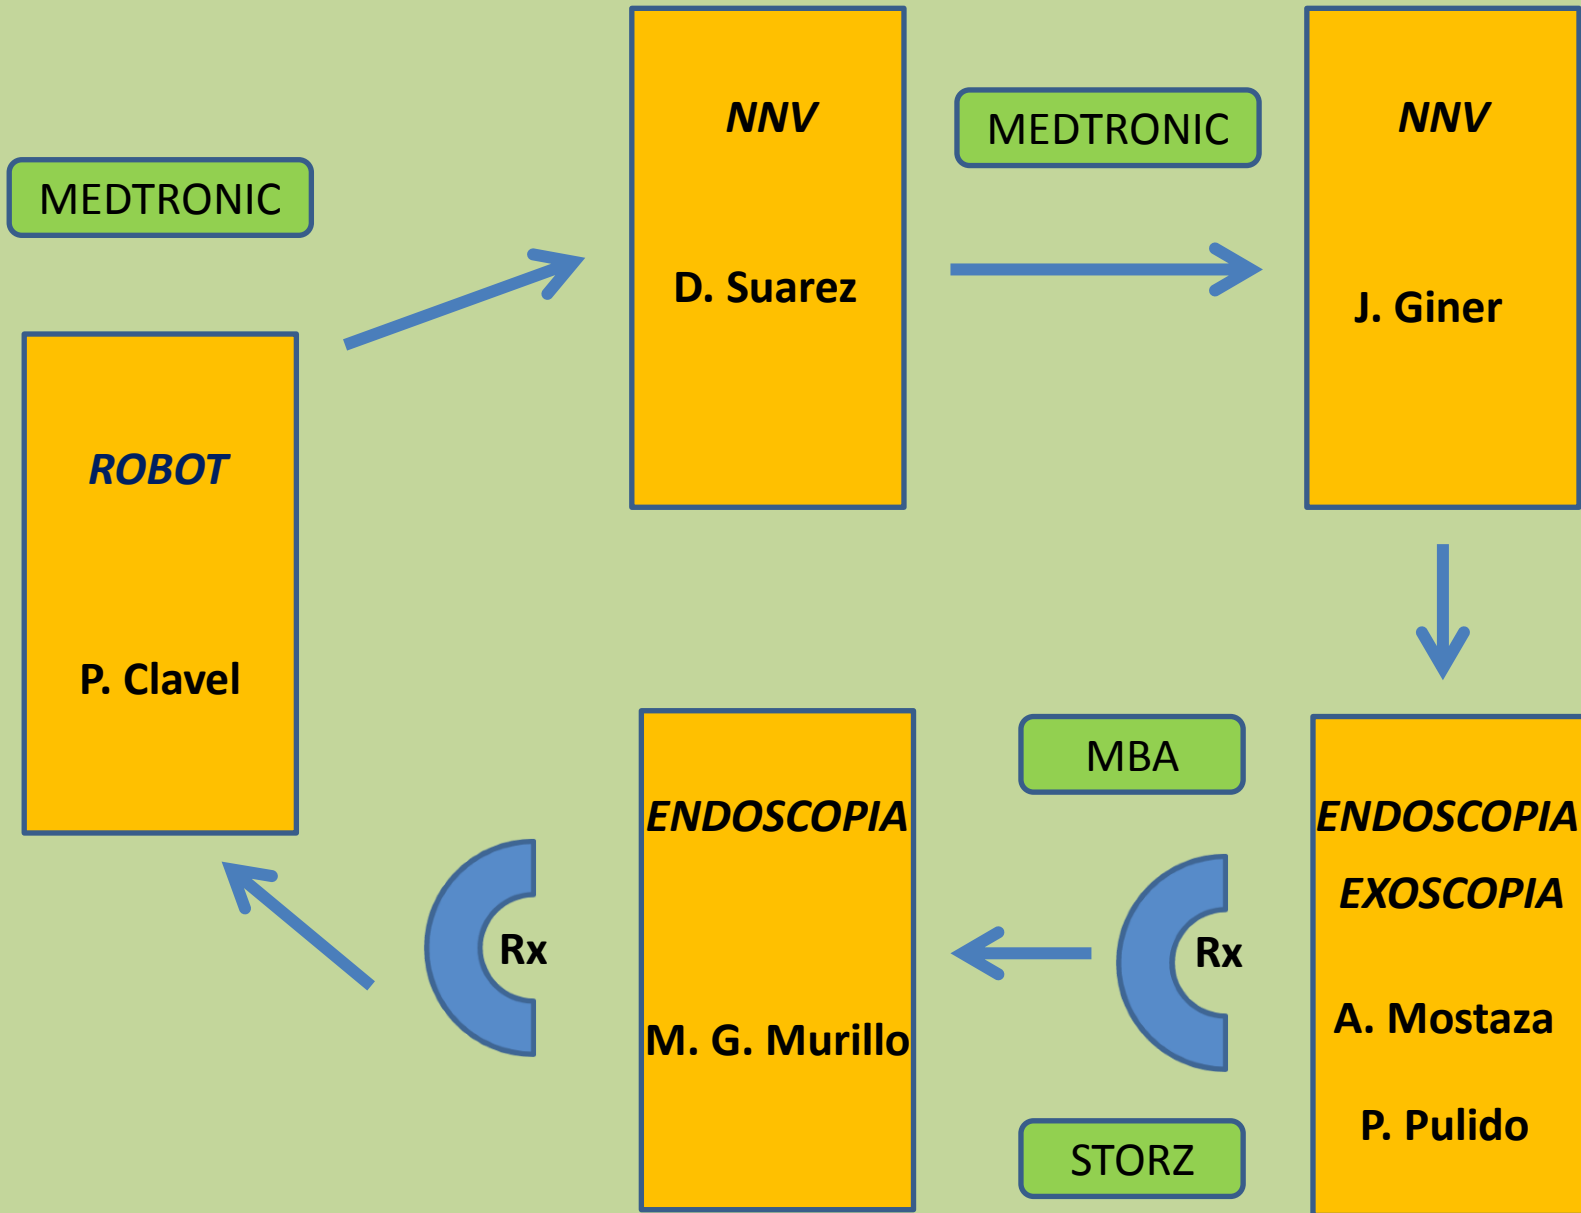 MEDTRONIC
ROBOT
P. Clavel
NNV
D. Suarez
MEDTRONIC
NNV
J. Giner
ENDOSCOPIA
EXOSCOPIA
A. Mostaza
P. Pulido
MBA
Rx
STORZ
ENDOSCOPIA
M. G. Murillo
Rx